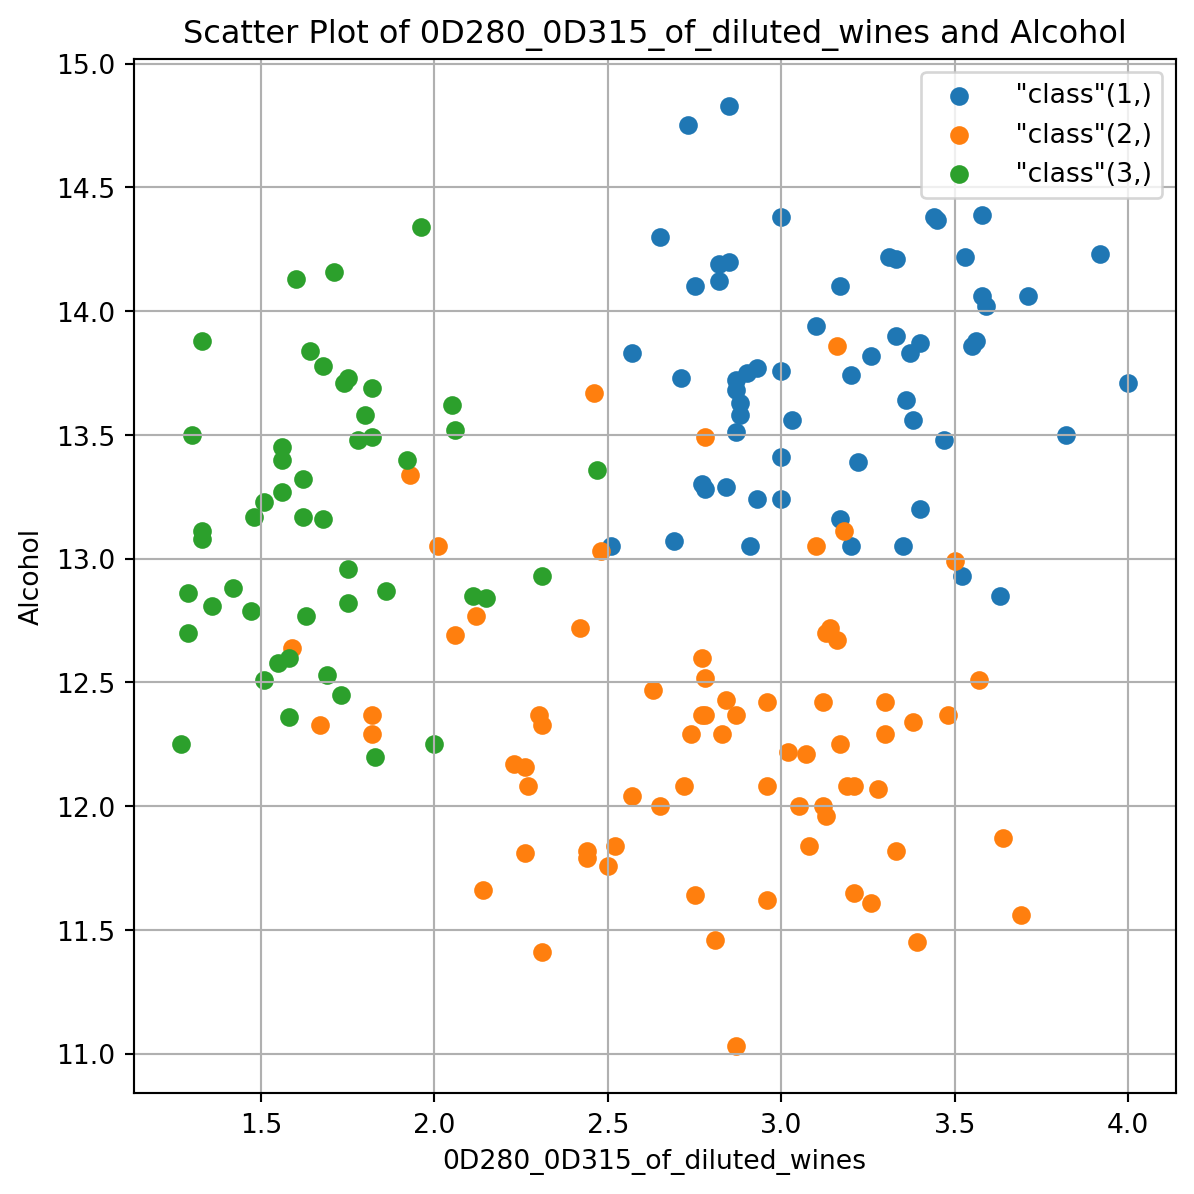 Scatter Plot of 0D280_0D315_of_diluted_wines and Alcohol
"class"(1,)
"class"(2,)
"class"(3,)
Alcohol
15.0
14.5
14.0
13.5
13.0
12.5
12.0
11.5
11.0
1.5 2.0 2.5 3.0 3.5 4.0
0D280_0D315_of_diluted_wines